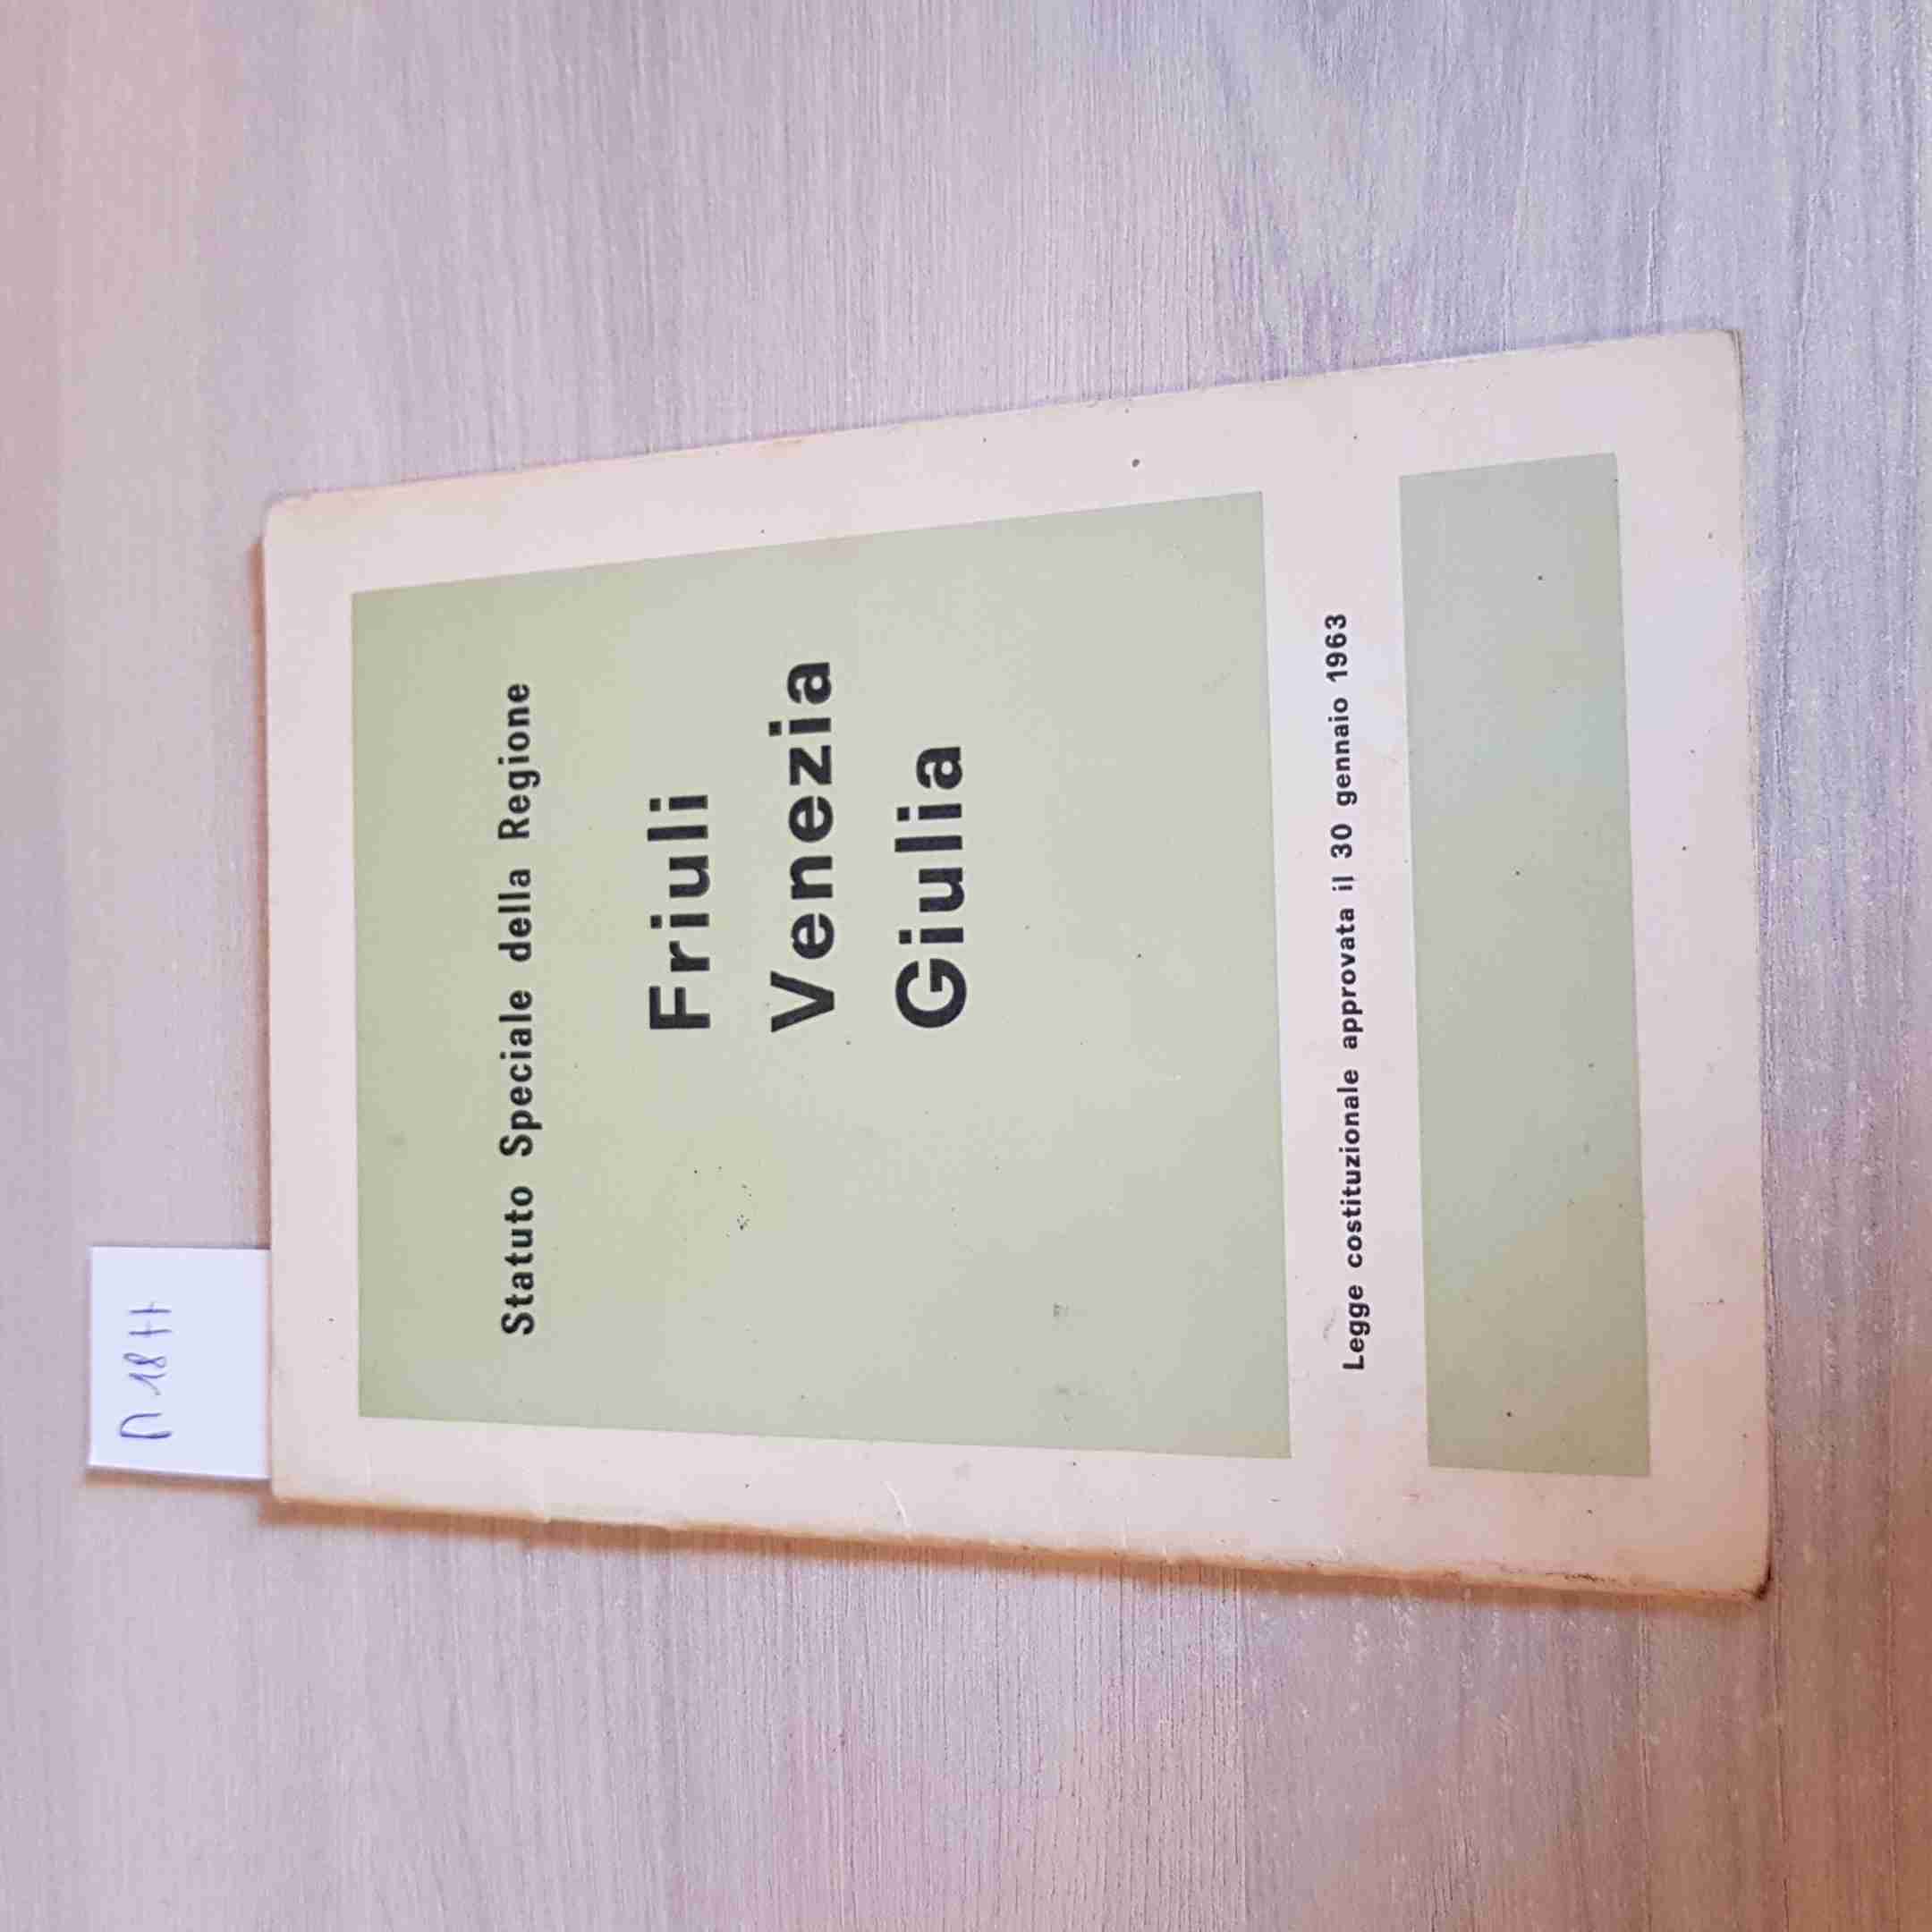 Statuto Speciale della Regione
Friuli
Venezia
Giulia
Legge costituzionale approvata il 30 gennaio 1963